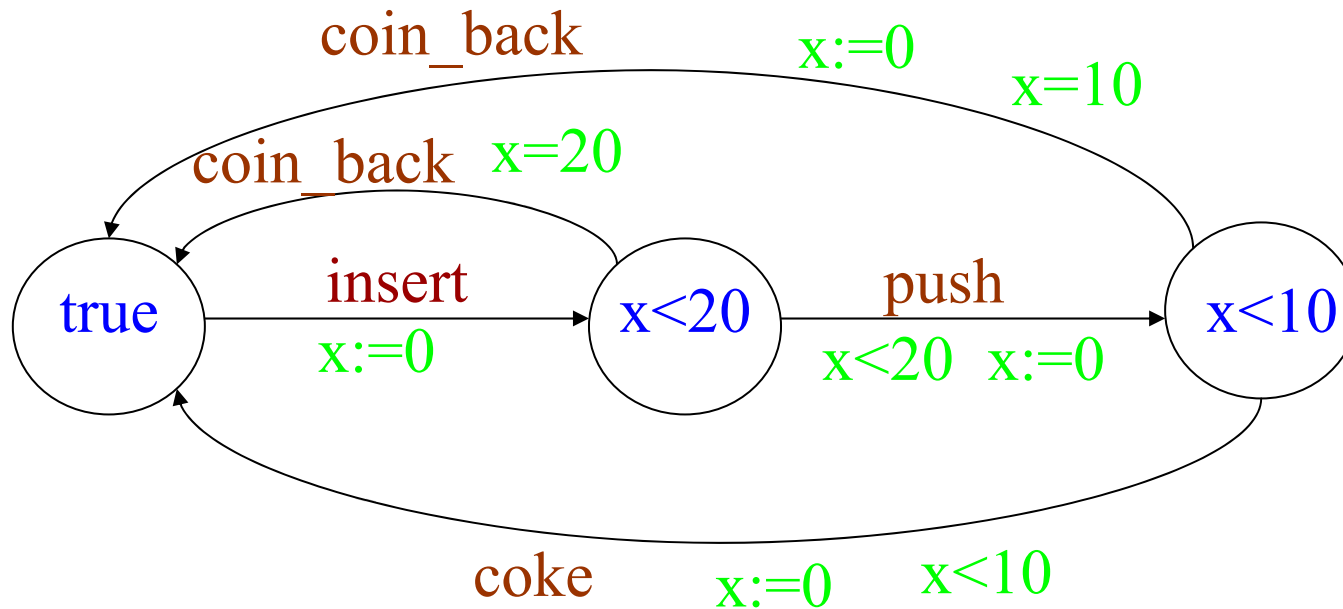 coin_back x:=0
x=10
coin_back x=20
insert
push
true
x<20
x<10
x:=0
x<20 x:=0
coke x:=0 x<10